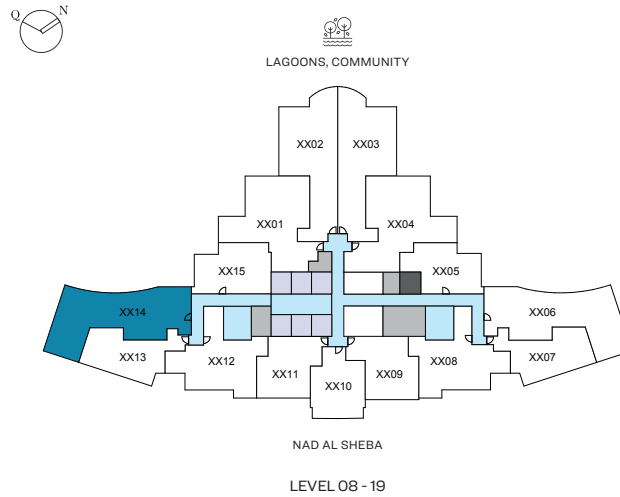 Q N
LAGOONS, COMMUNITY
XX02 XX03
XX01 XX04
XX15 XX05
XX14 XX06
XX13 XX12 XX08 XX07
XX11 XX10 XX09
NAD AL SHEBA
LEVEL 08 - 19